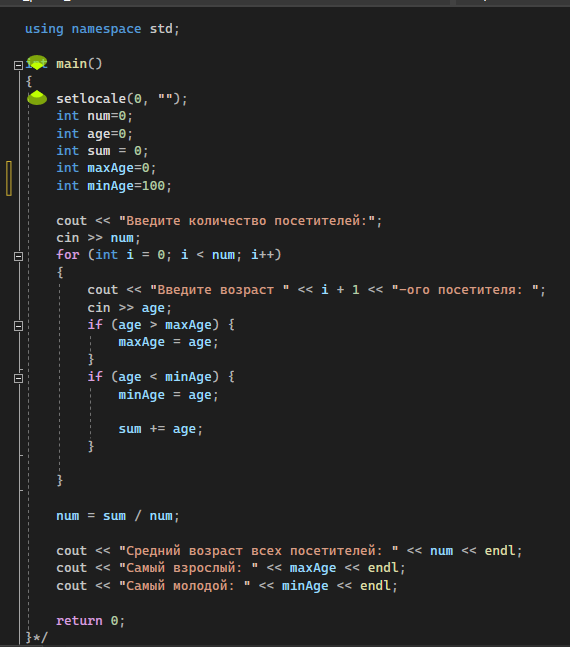 using namespace std;
int main()
{
setlocale(0, "");
int num=0;
int age=0;
int sum = 0;
int maxAge=0;
int minAge=100;
cout << "Введите количество посетителей:";
cin >> num;
for (int i = 0; i < num; i++)
{
cout << "Введите возраст " << i + 1 << "-ого посетителя: ";
cin >> age;
if (age > maxAge) {
maxAge = age;
}
if (age < minAge) {
minAge = age;
sum += age;
}
}
num = sum / num;
cout << "Средний возраст всех посетителей: " << num << endl;
cout << "Самый взрослый: " << maxAge << endl;
cout << "Самый молодой: " << minAge << endl;
return 0;
}*/